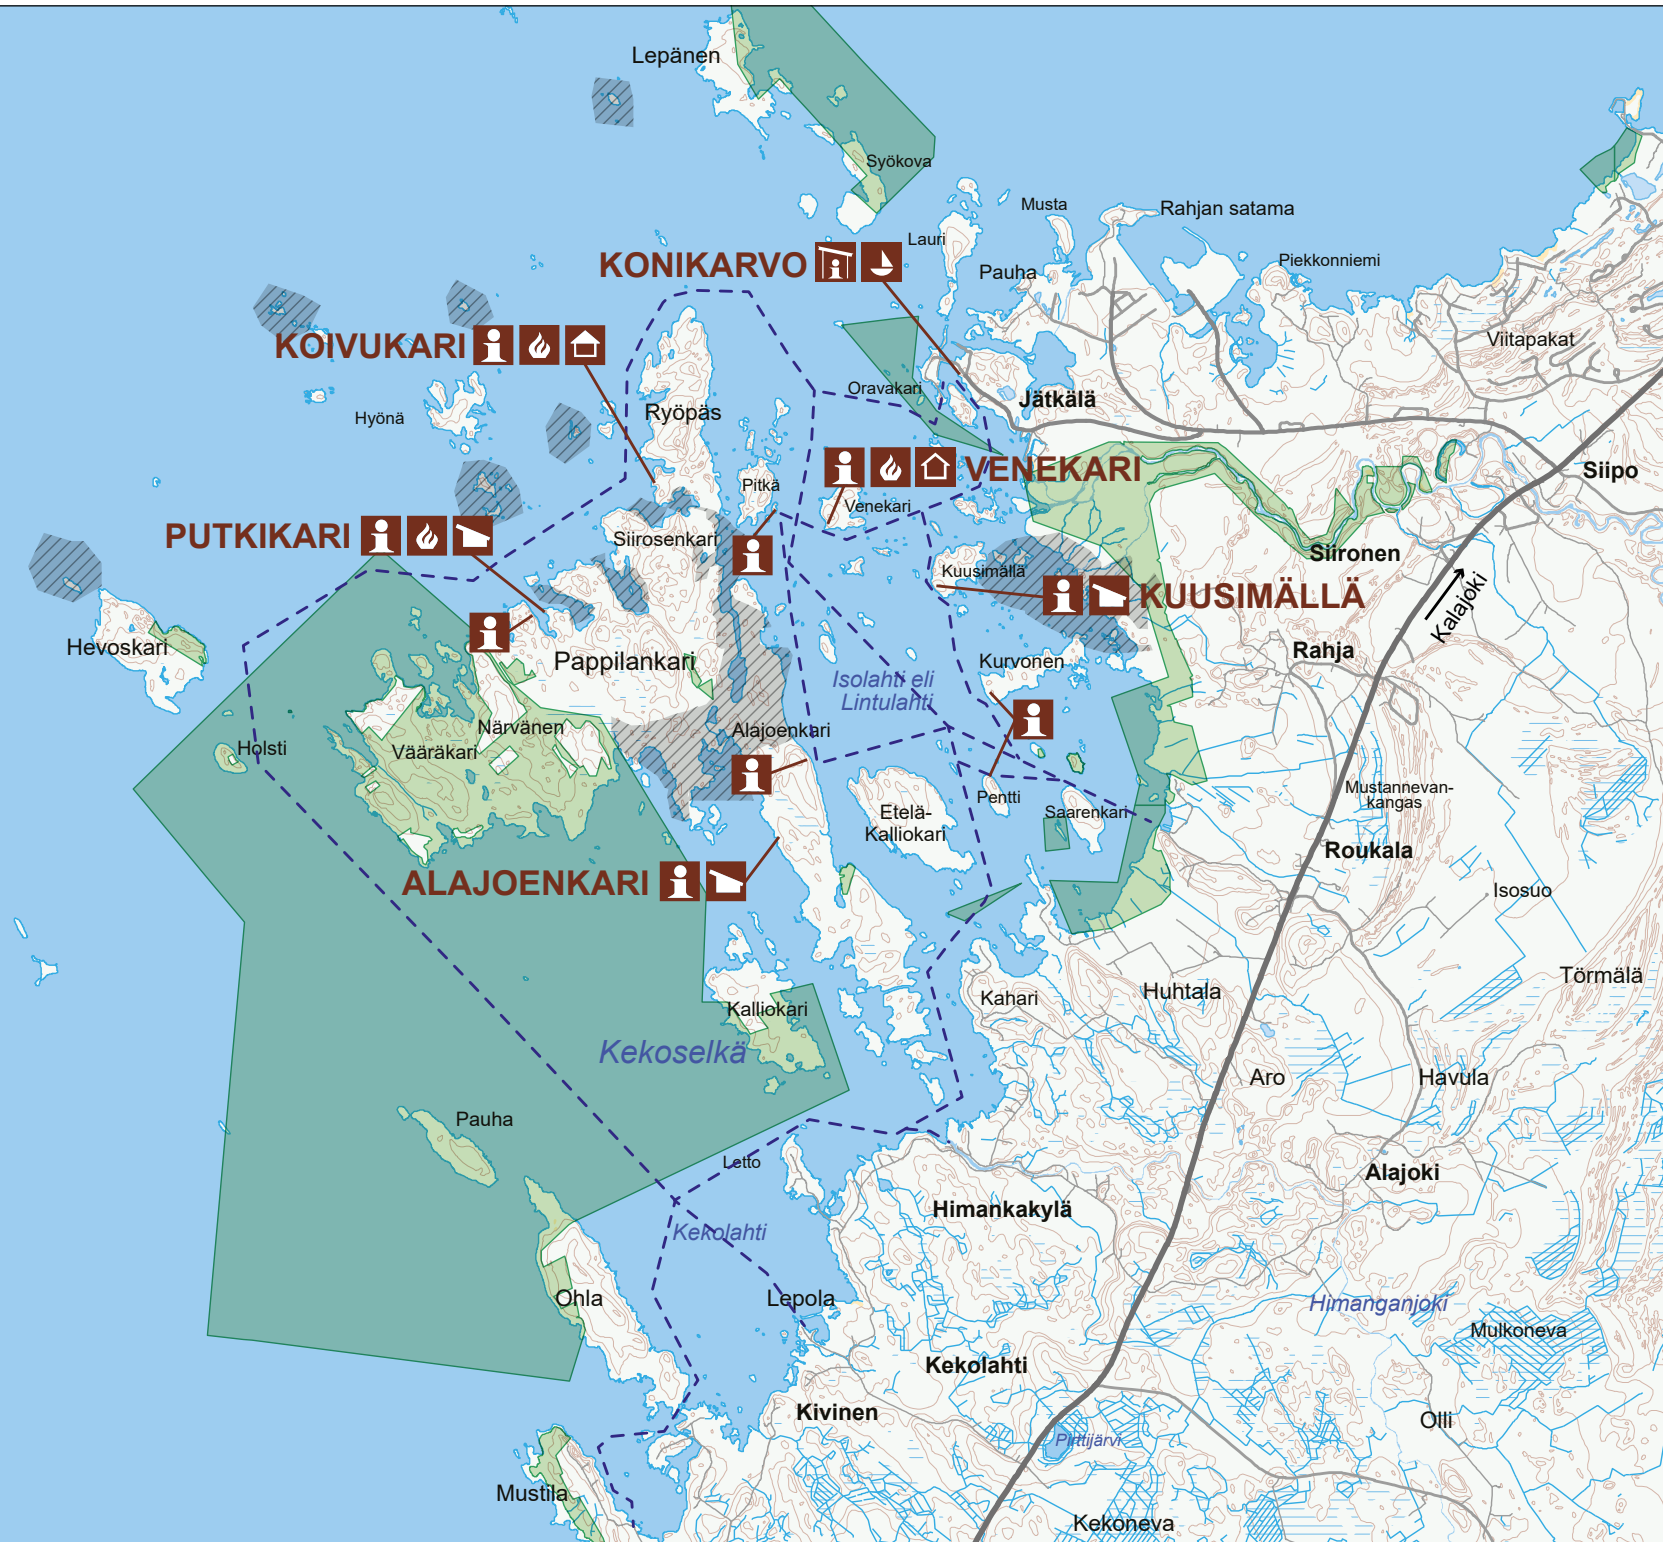 Lepänen
Syökova
Musta
Rahjan satama
Lauri
KONIKARVO
Pauha
Piekkonniemi
Viitapakat
KOIVUKARI
Oravakari
Jätkälä
Hyönä
Ryöpäs
VENEKARI
Siipo
Pitkä
Venekari
PUTKIKARI
Siirosenkari
Siironen
Kuusimällä
KUUSIMÄLLÄ
Kalajoki
Hevoskari
Pappilankari
Kurvonen
Rahja
Isolahti eli
Lintulahti
Närvänen
Alajoenkari
Holsti
Vääräkari
Pentti
Saarenkari
Mustannevan-
kangas
Etelä-
Kalliokari
Roukala
ALAJOENKARI
Isosuo
Törmälä
Kahari
Huhtala
Kalliokari
Kekoselkä
Aro
Havula
Pauha
Letto
Alajoki
Himankakylä
Kekolahti
Ohla
Lepola
Himanganjoki
Mulkoneva
Kekolahti
Kivinen
Olli
Pirttijärvi
Mustila
Kekoneva